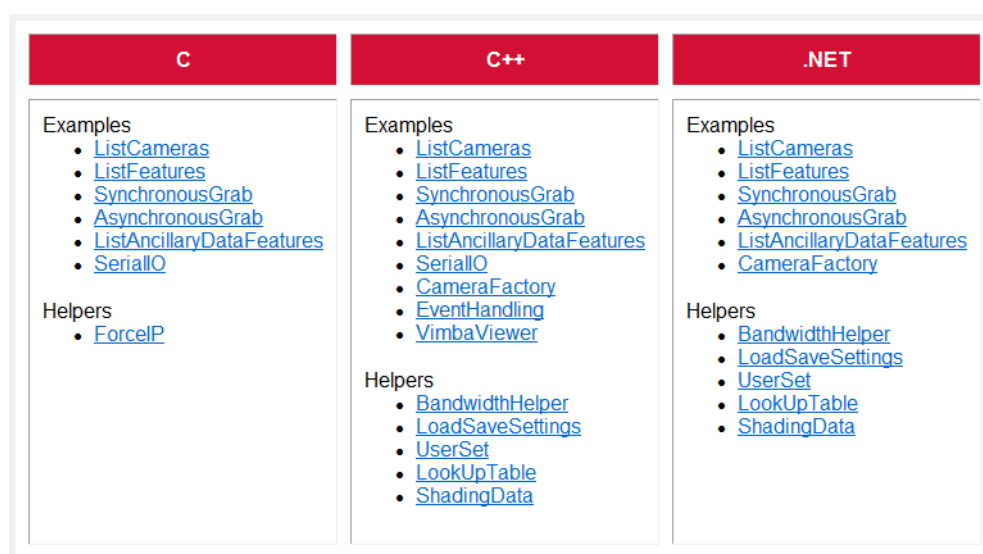 C
Examples
ListCameras
ListFeatures
SynchronousGrab
AsynchronousGrab
ListAncillaryDataFeatures
SerialIO
Helpers
ForceIP
C++
Examples
ListCameras
ListFeatures
SynchronousGrab
AsynchronousGrab
ListAncillaryDataFeatures
SerialIO
CameraFactory
EventHandling
VimbaViewer
Helpers
BandwidthHelper
LoadSaveSettings
UserSet
LookUpTable
ShadingData
.NET
Examples
ListCameras
ListFeatures
SynchronousGrab
AsynchronousGrab
ListAncillaryDataFeatures
CameraFactory
Helpers
BandwidthHelper
LoadSaveSettings
UserSet
LookUpTable
ShadingData